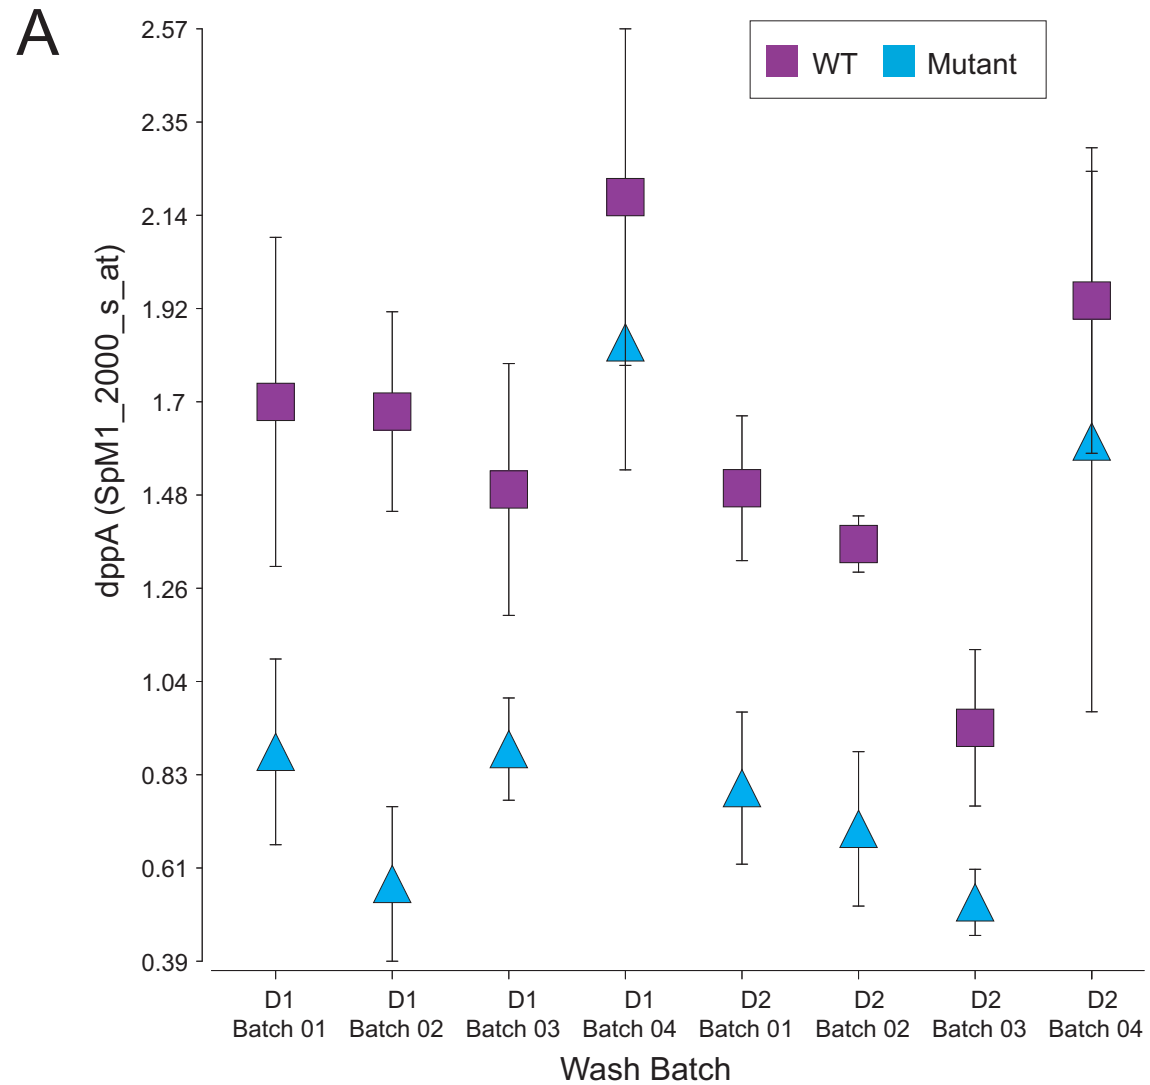 A
WT Mutant
dppA (SpM1_2000_s_at)
2.57
2.35
2.14
1.92
1.7
1.48
1.26
1.04
0.83
0.61
0.39
D1 D1 D1 D1 D2 D2 D2 D2
Batch 01 Batch 02 Batch 03 Batch 04 Batch 01 Batch 02 Batch 03 Batch 04
Wash Batch